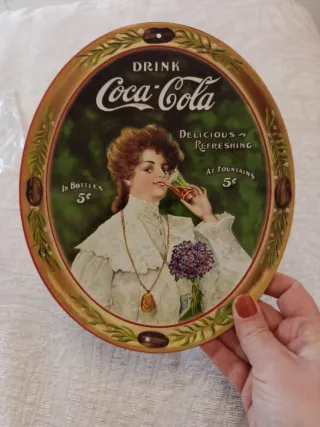 DRINK
Coca-Cola
DELICIOUS
REFRESHING
IN BOTTLES
5¢
AT FOUNTAINS
5¢